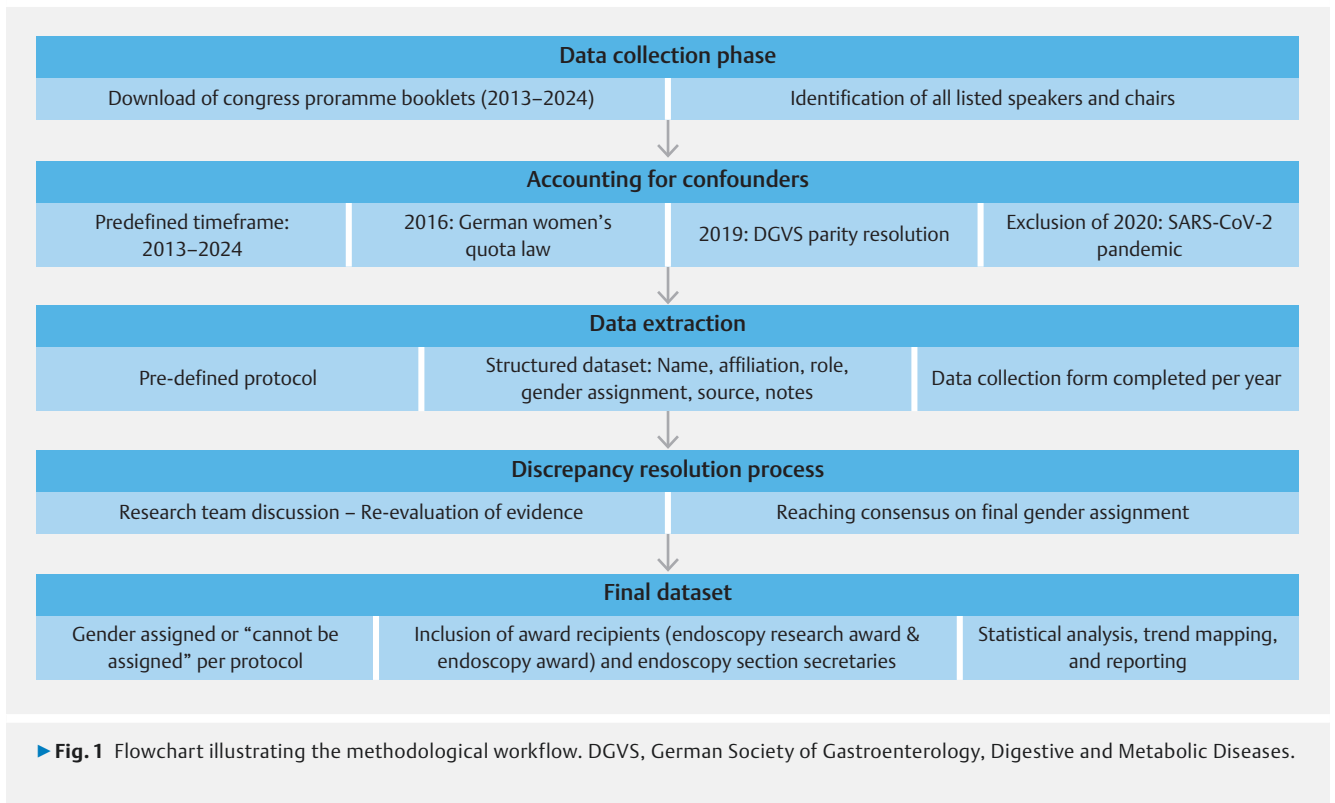 Data collection phase
Download of congress proramme booklets (2013–2024)
Identification of all listed speakers and chairs
Accounting for confounders
Predefined timeframe:
2013–2024
2016: German women's
quota law
2019: DGVS parity resolution
Exclusion of 2020: SARS-CoV-2
pandemic
Data extraction
Pre-defined protocol
Structured dataset: Name, affiliation, role,
gender assignment, source, notes
Data collection form completed per year
Discrepancy resolution process
Research team discussion – Re-evaluation of evidence
Reaching consensus on final gender assignment
Final dataset
Gender assigned or “cannot be
assigned” per protocol
Inclusion of award recipients (endoscopy research award &
endoscopy award) and endoscopy section secretaries
Statistical analysis, trend mapping,
and reporting
▶ Fig. 1 Flowchart illustrating the methodological workflow. DGVS, German Society of Gastroenterology, Digestive and Metabolic Diseases.